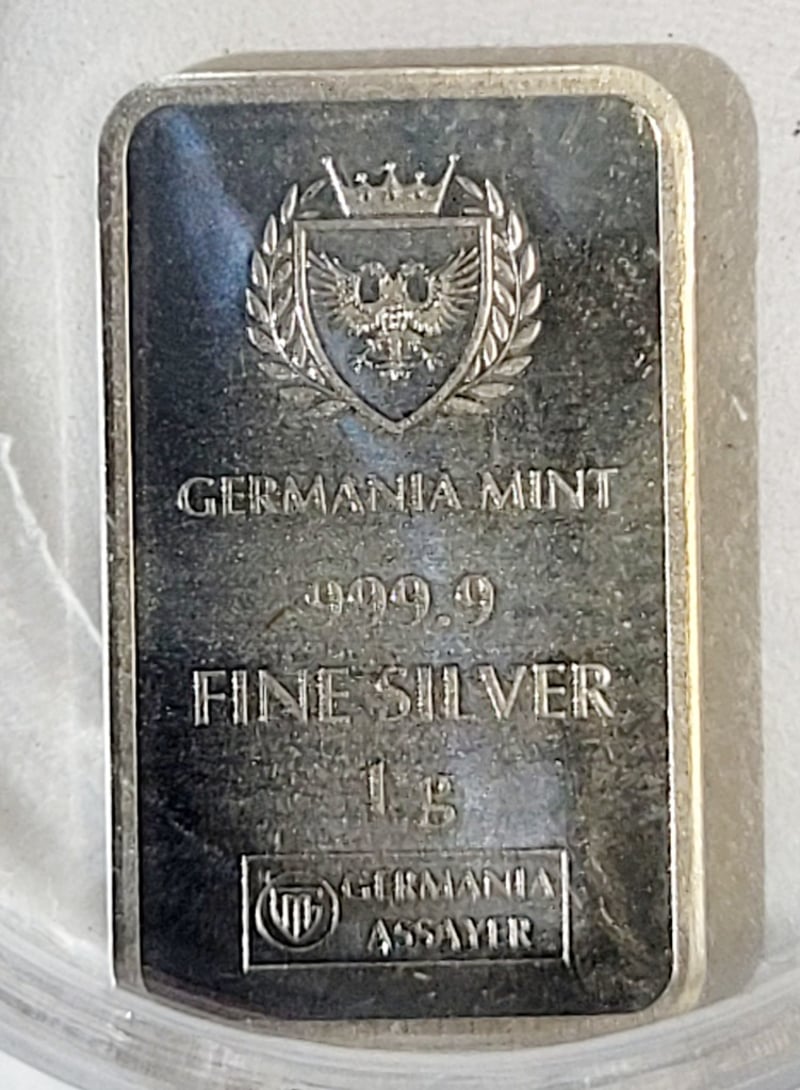 GERMANIA MINT
999.9
FINE SILVER
1 g
GERMANIA
ASSAYER